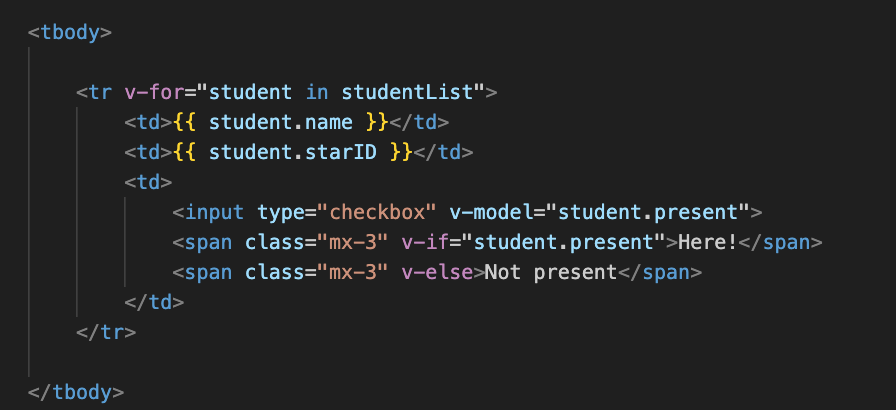 <tbody>
<tr v-for="student in studentList">
<td>{{ student.name }}</td>
<td>{{ student.starID }}</td>
<td>
<input type="checkbox" v-model="student.present">
<span class="mx-3" v-if="student.present">Here!</span>
<span class="mx-3" v-else>Not present</span>
</td>
</tr>
</tbody>